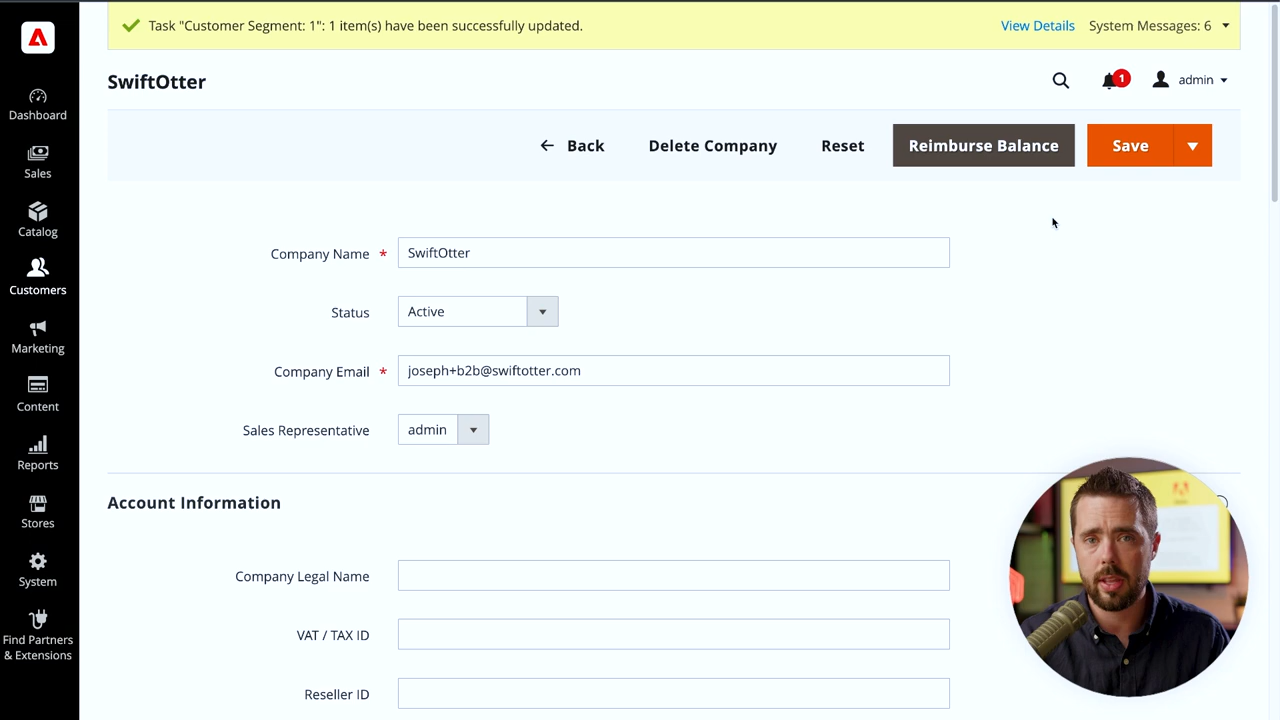 Task "Customer Segment: 1": 1 item(s) have been successfully updated.
View Details
System Messages: 6
SwiftOtter
1
admin
Dashboard
Sales
Catalog
Customers
Marketing
Content
Reports
Stores
System
Find Partners
& Extensions
Back
Delete Company
Reset
Reimburse Balance
Save
Company Name *
SwiftOtter
Status
Active
Company Email *
joseph+b2b@swiftotter.com
Sales Representative
admin
Account Information
Company Legal Name
VAT / TAX ID
Reseller ID